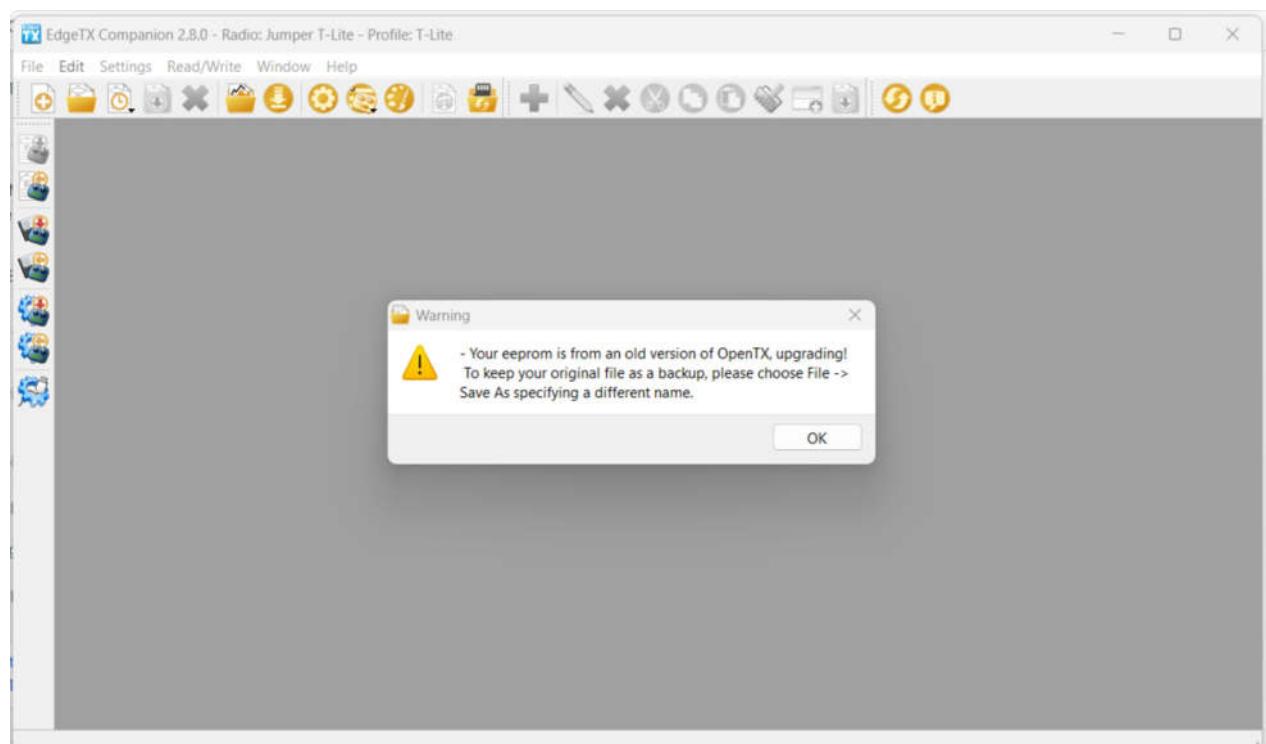 EdgeTX Companion 2.8.0 - Radio: Jumper T-Lite - Profile: T-Lite
File Edit Settings Read/Write Window Help
Warning
- Your eeprom is from an old version of OpenTX, upgrading!
To keep your original file as a backup, please choose File ->
Save As specifying a different name.
OK